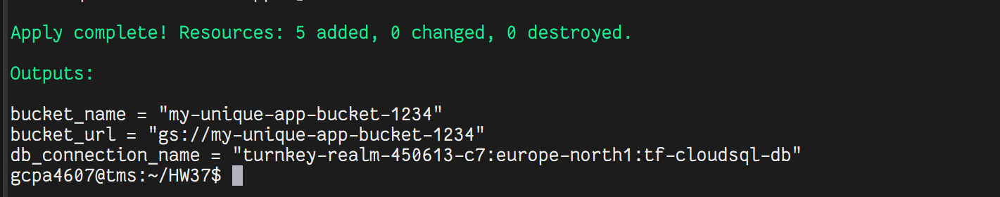 Apply complete! Resources: 5 added, 0 changed, 0 destroyed.
Outputs:
bucket_name = "my-unique-app-bucket-1234"
bucket_url = "gs://my-unique-app-bucket-1234"
db_connection_name = "turnkey-realm-450613-c7:europe-north1:tf-cloudsql-db"
gcpa4607@tms:~/HW37$